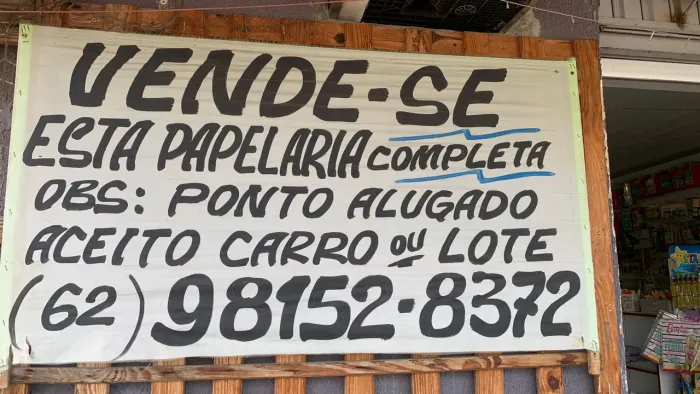 VENDE-SE
ESTA PAPELARIA COMPLETA
OBS: PONTO ALUGADO
ACEITO CARRO OU LOTE
(62) 98152-8372